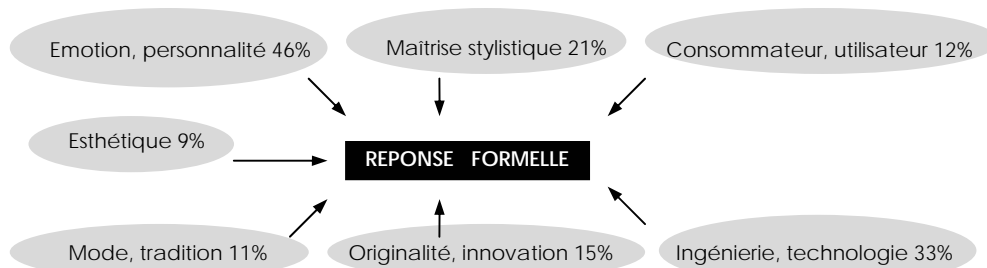 Emotion, personnalité 46%
Maîtrise stylistique 21%
Consommateur, utilisateur 12%
Esthétique 9%
REPONSE FORMELLE
Mode, tradition 11%
Originalité, innovation 15%
Ingénierie, technologie 33%